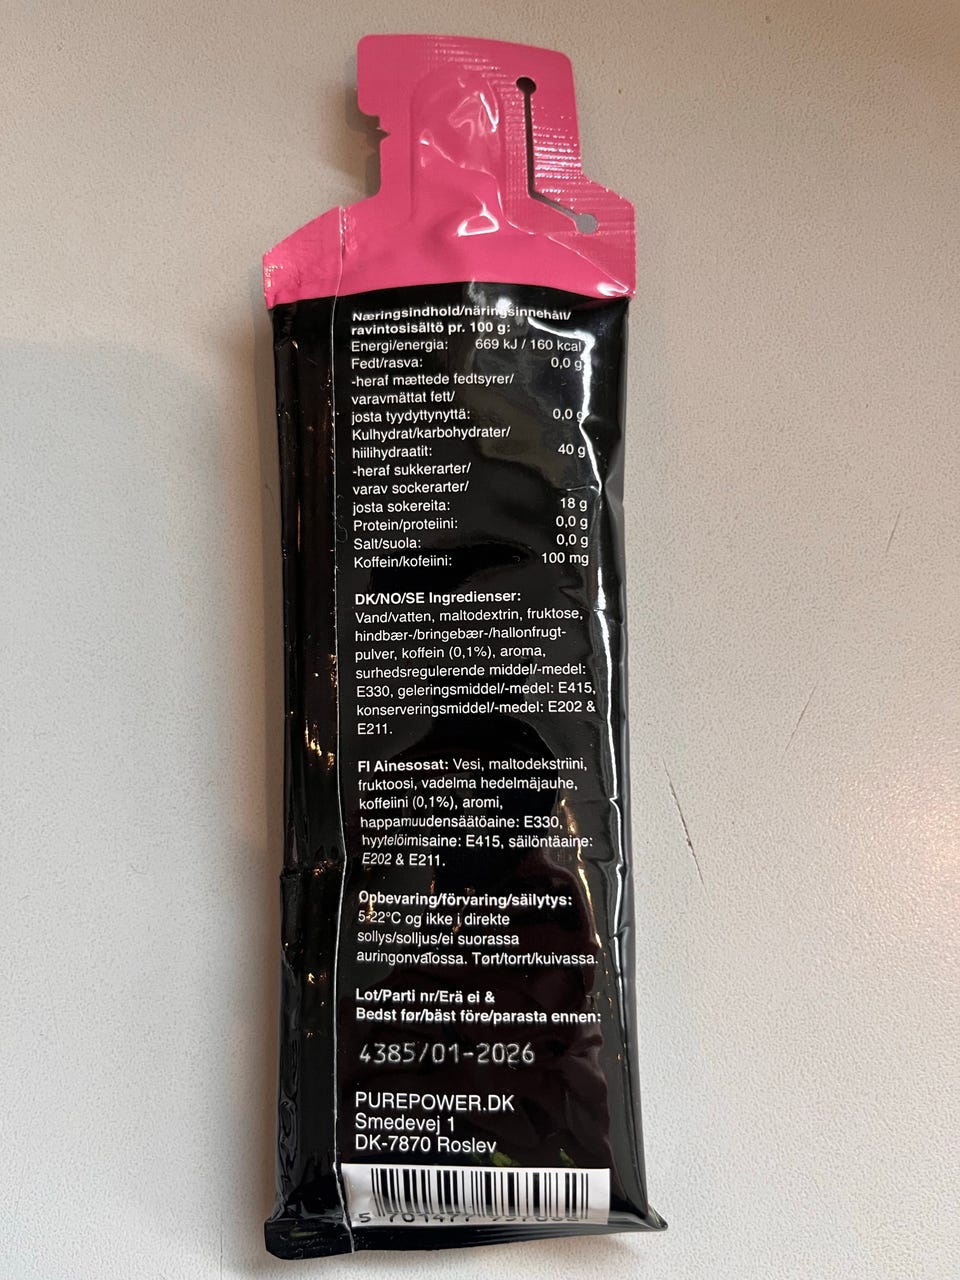 Næringsindhold/näringsinnehåll/
ravintosisältö pr. 100 g:
Energi/energia: 669 kJ / 160 kcal
Fedt/rasva: 0,0 g
-heraf mættede fedtsyrer/
varavmättat fett/
josta tyydyttynyttä: 0,0 g
Kulhydrat/karbohydrater/
hiilihydraatit: 40 g
-heraf sukkerarter/
varav sockerarter/
josta sokereita: 18 g
Protein/proteiini: 0,0 g
Salt/suola: 0,0 g
Koffein/kofeiini: 100 mg
DK/NO/SE Ingredienser:
Vand/vatten, maltodextrin, fruktose,
hindbær-/bringebær-/hallonfrugt-
pulver, koffein (0,1%), aroma,
surhedsregulerende middel/-medel:
E330, geleringsmiddel/-medel: E415,
konserveringsmiddel/-medel: E202 &
E211.
FI Ainesosat: Vesi, maltodekstriini,
fruktoosi, vadelma hedelmäjauhe,
koffeiini (0,1%), aromi,
happamuudensäätöaine: E330,
hyytelöimisaine: E415, säilöntäaine:
E202 & E211.
Opbevaring/förvaring/säilytys:
5-22°C og ikke i direkte
sollys/solljus/ei suorassa
auringonvalossa. Tørt/torrt/kuivassa.
Lot/Parti nr/Erä ei &
Bedst før/bäst före/parasta ennen:
4385/01-2026
PUREPOWER.DK
Smedevej 1
DK-7870 Roslev